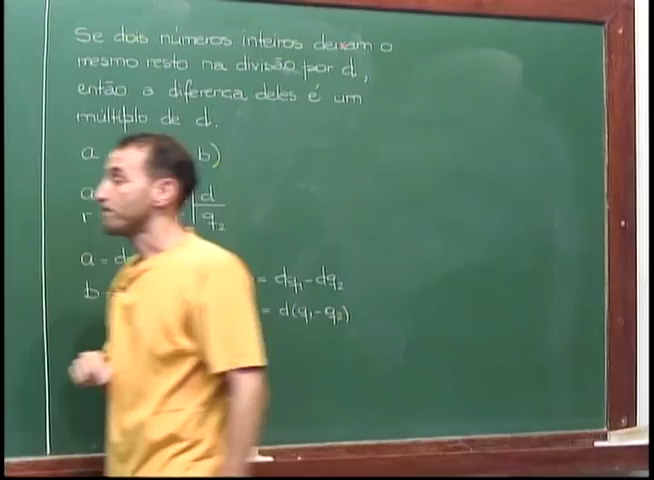 Se dois números inteiros deixam o
mesmo resto na divisão por d,
então a diferença deles é um
múltiplo de d.
a b)
a d
r q₂
a = d
b = dq₁-dq₂
= d(q₁-q₂)